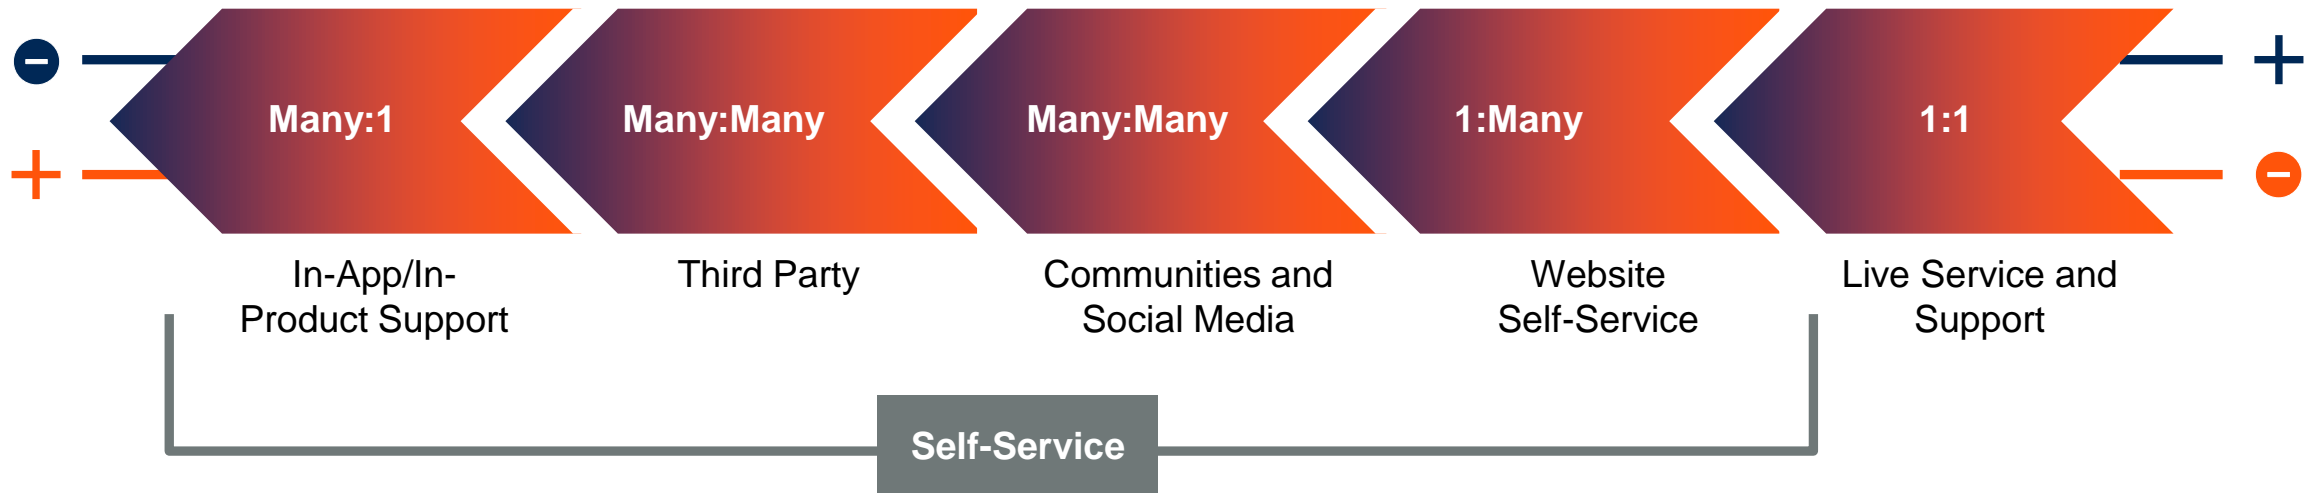 Many:1
Many:Many
Many:Many
1:Many
1:1
In-App/In-
Product Support
Third Party
Communities and
Social Media
Website
Self-Service
Live Service and
Support
Self-Service